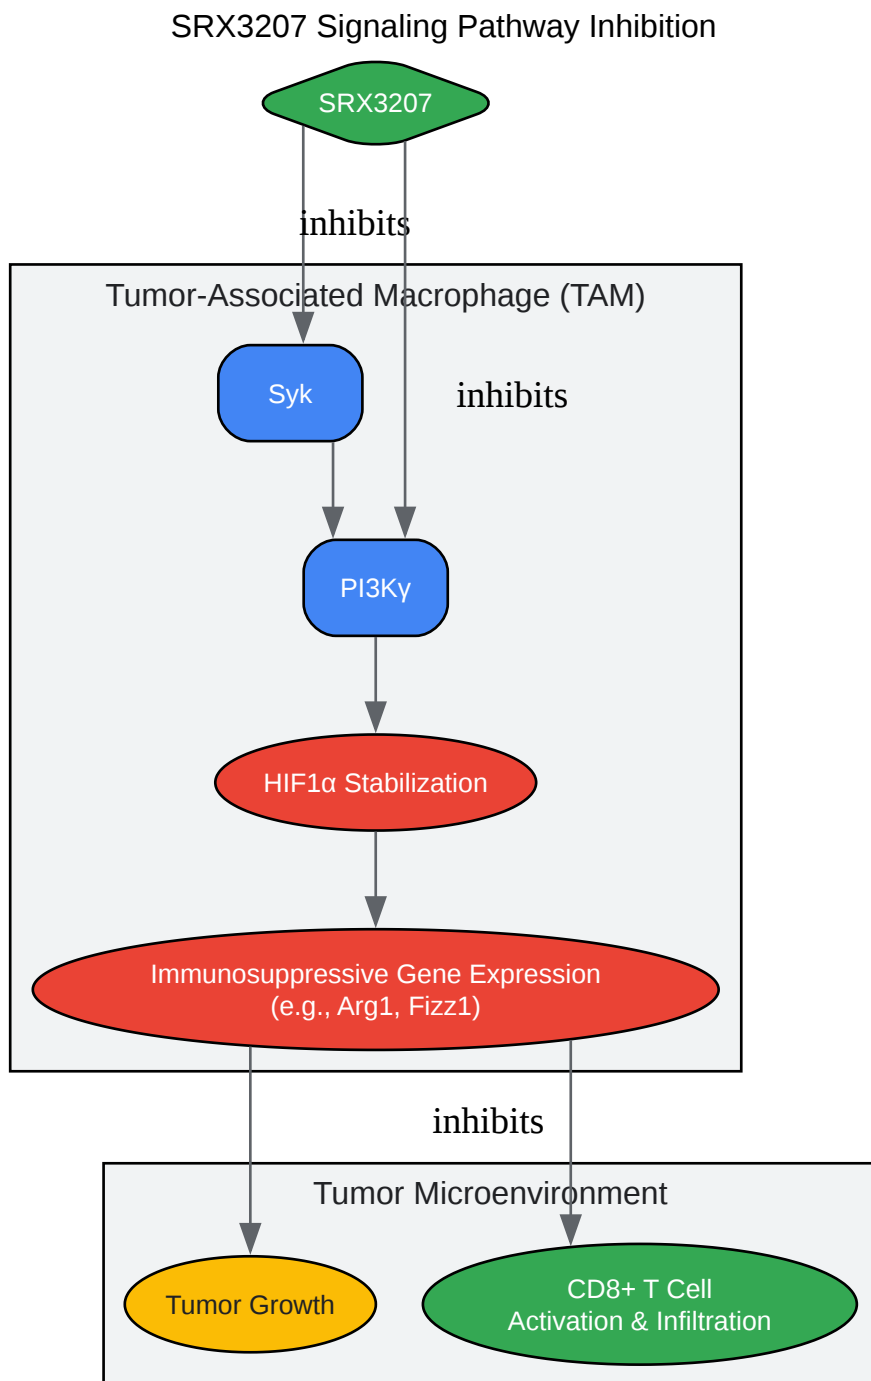 SRX3207 Signaling Pathway Inhibition
SRX3207
inhibits
Tumor-Associated Macrophage (TAM)
Syk
inhibits
PI3Kγ
HIF1α Stabilization
Immunosuppressive Gene Expression
(e.g., Arg1, Fizz1)
inhibits
Tumor Microenvironment
Tumor Growth
CD8+ T Cell
Activation & Infiltration